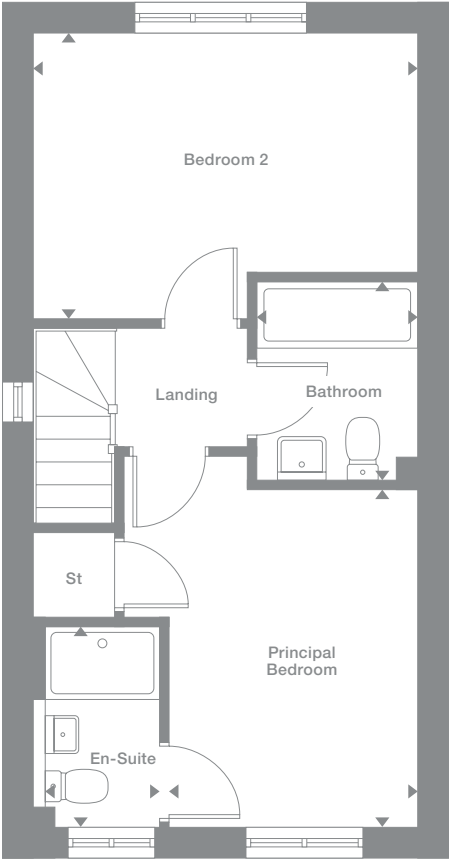 Bedroom 2
Landing
Bathroom
St
Principal
Bedroom
En-Suite